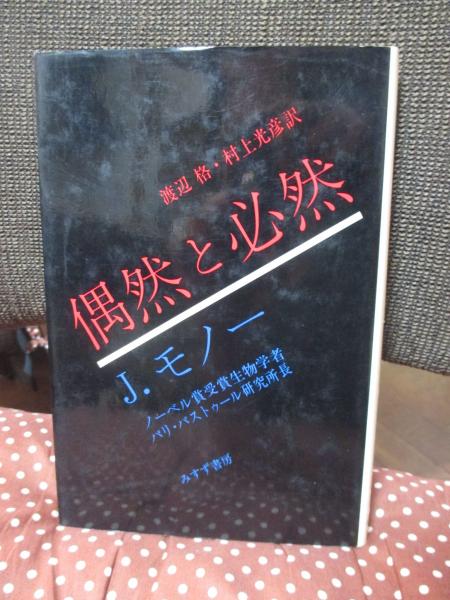 渡辺 格・村上光彦訳
偶然と必然
J. モノー
ノーベル賞受賞生物学者
パリ・パストゥール研究所長
みすず書房